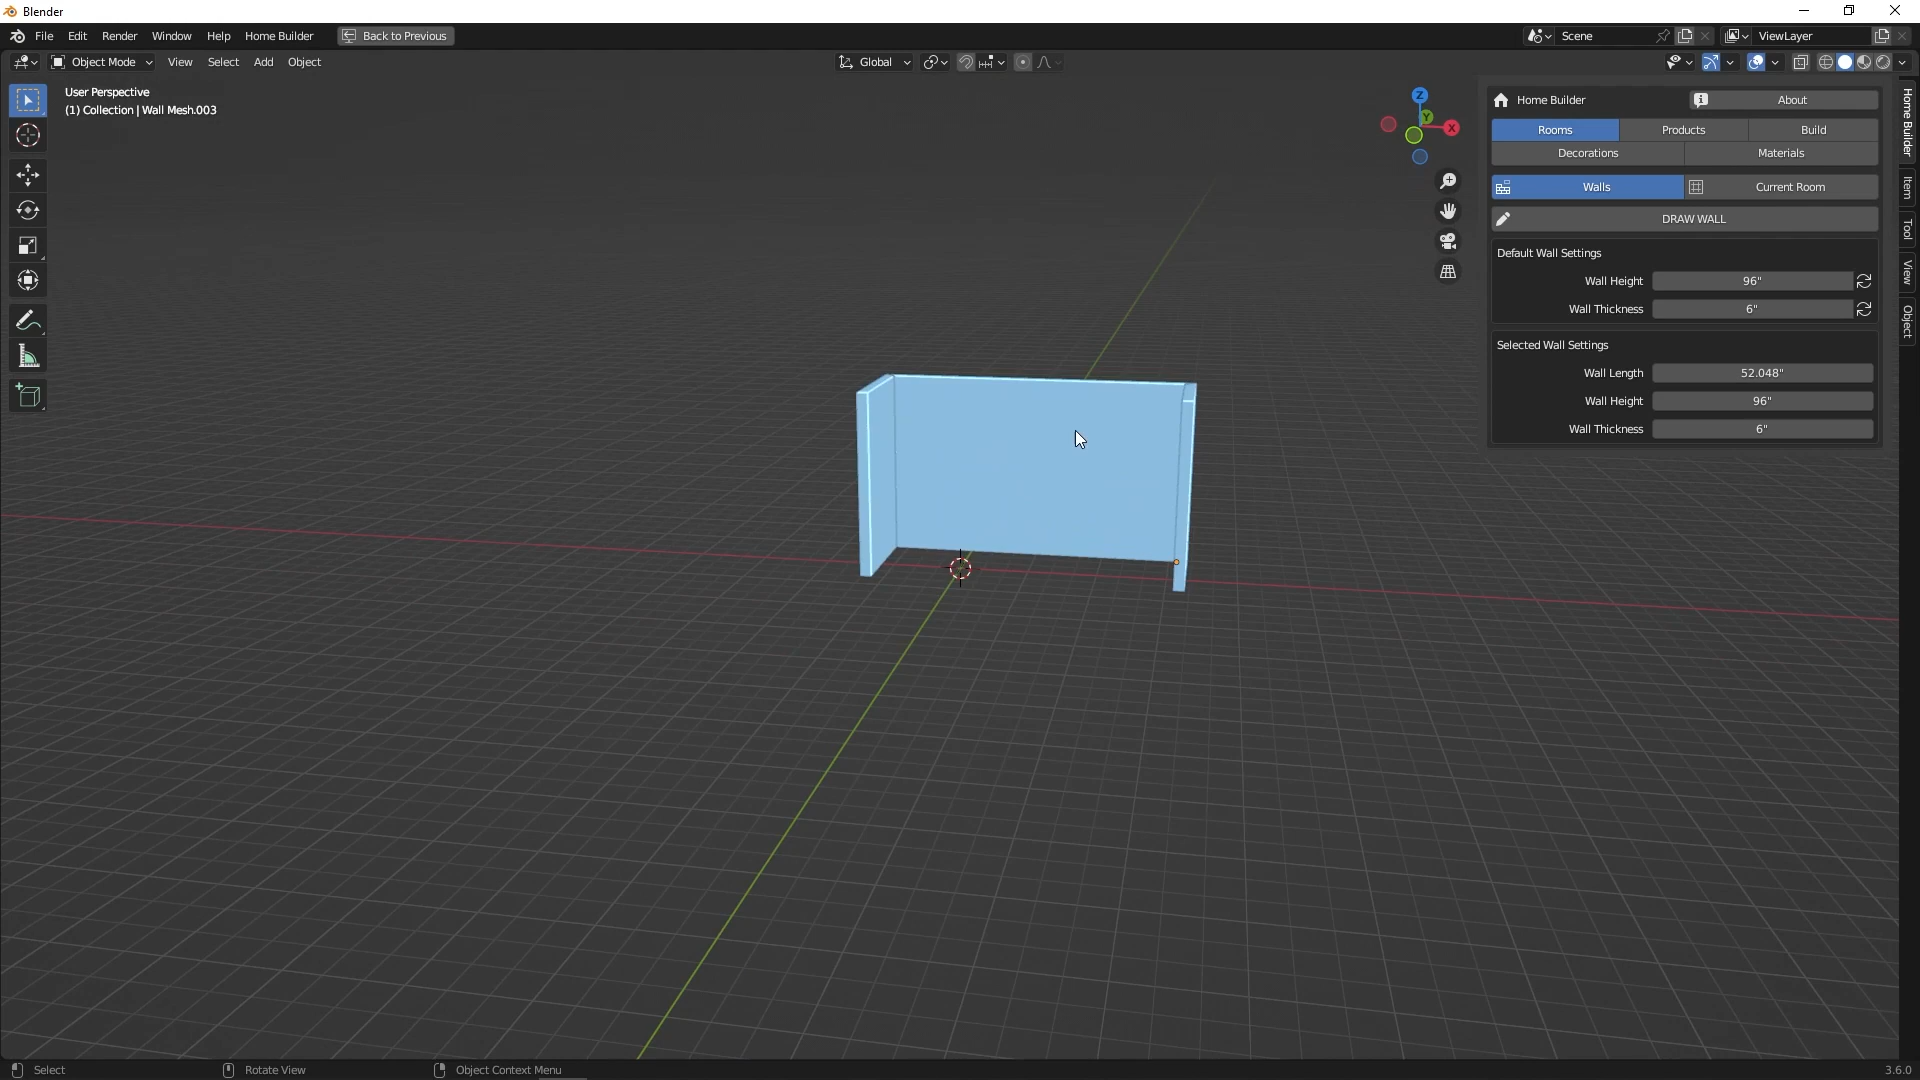 Blender
File Edit Render Window Help Home Builder Back to Previous Scene ViewLayer
Object Mode View Select Add Object Global
User Perspective
(1) Collection | Wall Mesh.003
Z
Y
X
Home Builder About
Rooms Products Build
Decorations Materials
Walls Current Room
DRAW WALL
Default Wall Settings
Wall Height 96"
Wall Thickness 6"
Selected Wall Settings
Wall Length 52.048"
Wall Height 96"
Wall Thickness 6"
Home Builder
Item
Tool
View
Object
Select Rotate View Object Context Menu 3.6.0